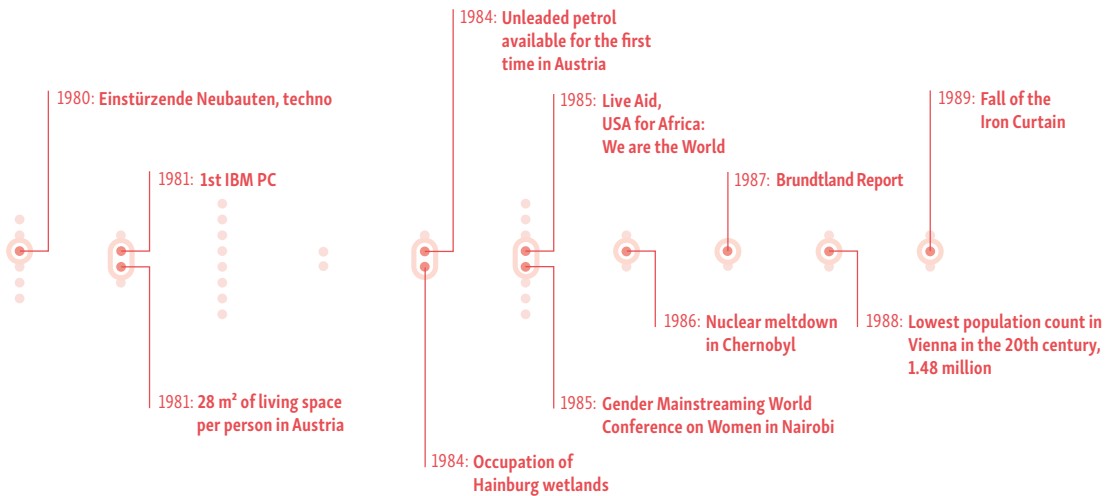 1984: Unleaded petrol
available for the first
time in Austria
1980: Einstürzende Neubauten, techno
1985: Live Aid,
USA for Africa:
We are the World
1989: Fall of the
Iron Curtain
1981: 1st IBM PC
1987: Brundtland Report
1986: Nuclear meltdown
in Chernobyl
1988: Lowest population count in
Vienna in the 20th century,
1.48 million
1981: 28 m² of living space
per person in Austria
1985: Gender Mainstreaming World
Conference on Women in Nairobi
1984: Occupation of
Hainburg wetlands